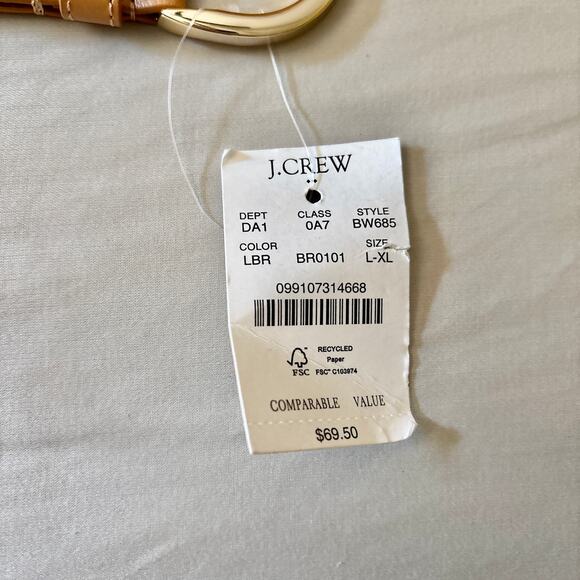 J.CREW
DEPT CLASS STYLE
DA1 0A7 BW685
COLOR SIZE
LBR BR0101 L-XL
099107314668
RECYCLED
Paper
FSC FSC™ C103974
COMPARABLE VALUE
$69.50